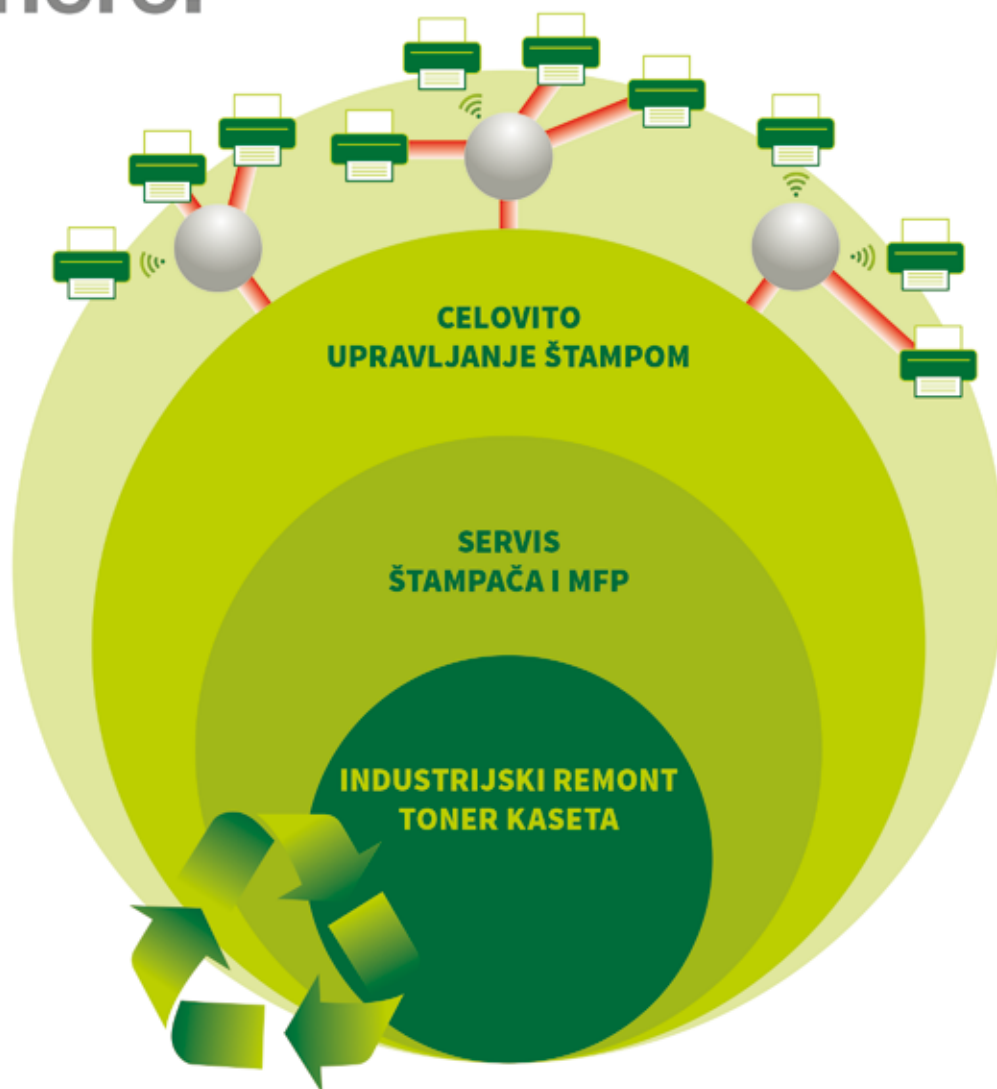 CELOVITO
UPRAVLJANJE ŠTAMPOM
SERVIS
ŠTAMPAČA I MFP
INDUSTRIJSKI REMONT
TONER KASETA